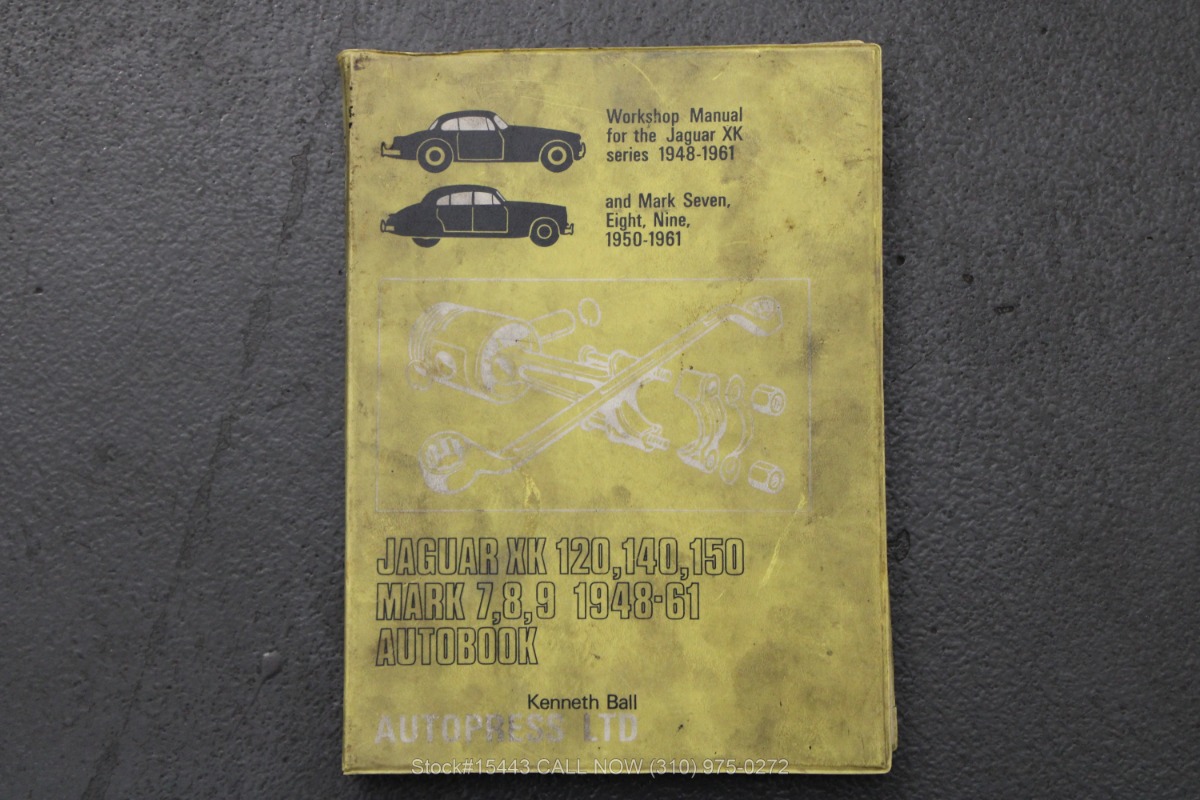 Workshop Manual
for the Jaguar XK
series 1948-1961
and Mark Seven,
Eight, Nine,
1950-1961
JAGUAR XK 120,140,150
MARK 7,8,9 1948-61
AUTOBOOK
Kenneth Ball
AUTOPRESS LTD
Stock#15443 CALL NOW (310) 975-0272